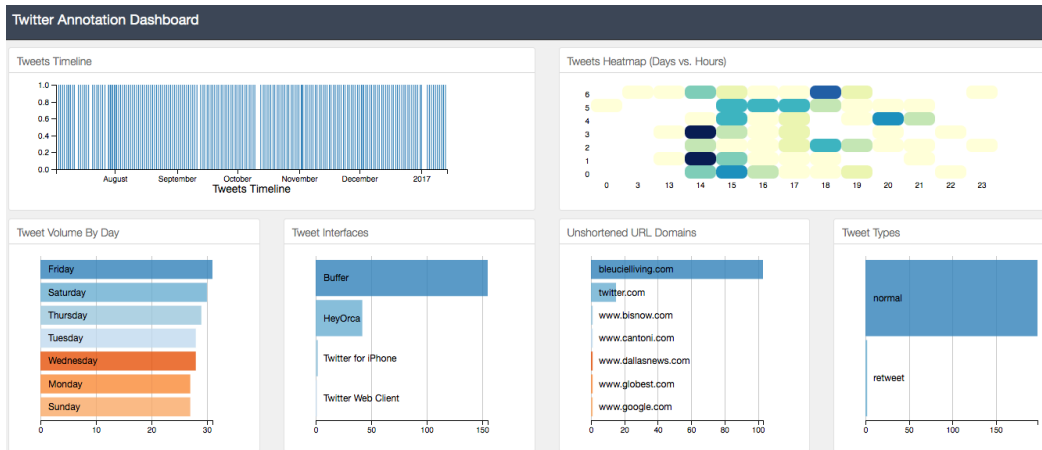 Twitter Annotation Dashboard
Tweets Timeline
1.0
0.8
0.6
0.4
0.2
0.0
August September October November December 2017
Tweets Timeline
Tweets Heatmap (Days vs. Hours)
6
5
4
3
2
1
0
0 3 13 14 15 16 17 18 19 20 21 22 23
Tweet Volume By Day
Friday
Saturday
Thursday
Tuesday
Wednesday
Monday
Sunday
0 10 20 30
Tweet Interfaces
Buffer
HeyOrca
Twitter for iPhone
Twitter Web Client
0 50 100 150
Unshortened URL Domains
bleucielliving.com
twitter.com
www.bisnow.com
www.cantoni.com
www.dallasnews.com
www.globest.com
www.google.com
0 20 40 60 80 100
Tweet Types
normal
retweet
0 50 100 150